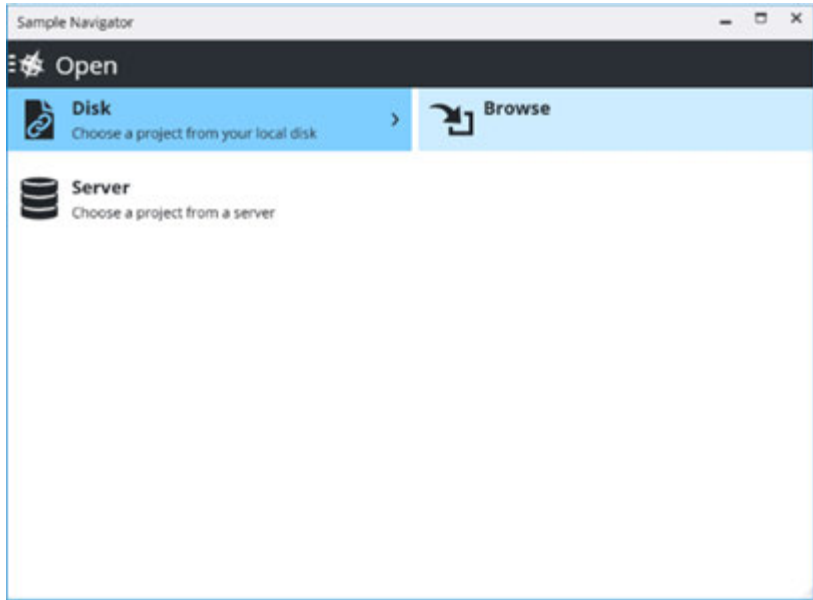 Sample Navigator
Open
Disk
Choose a project from your local disk
Browse
Server
Choose a project from a server